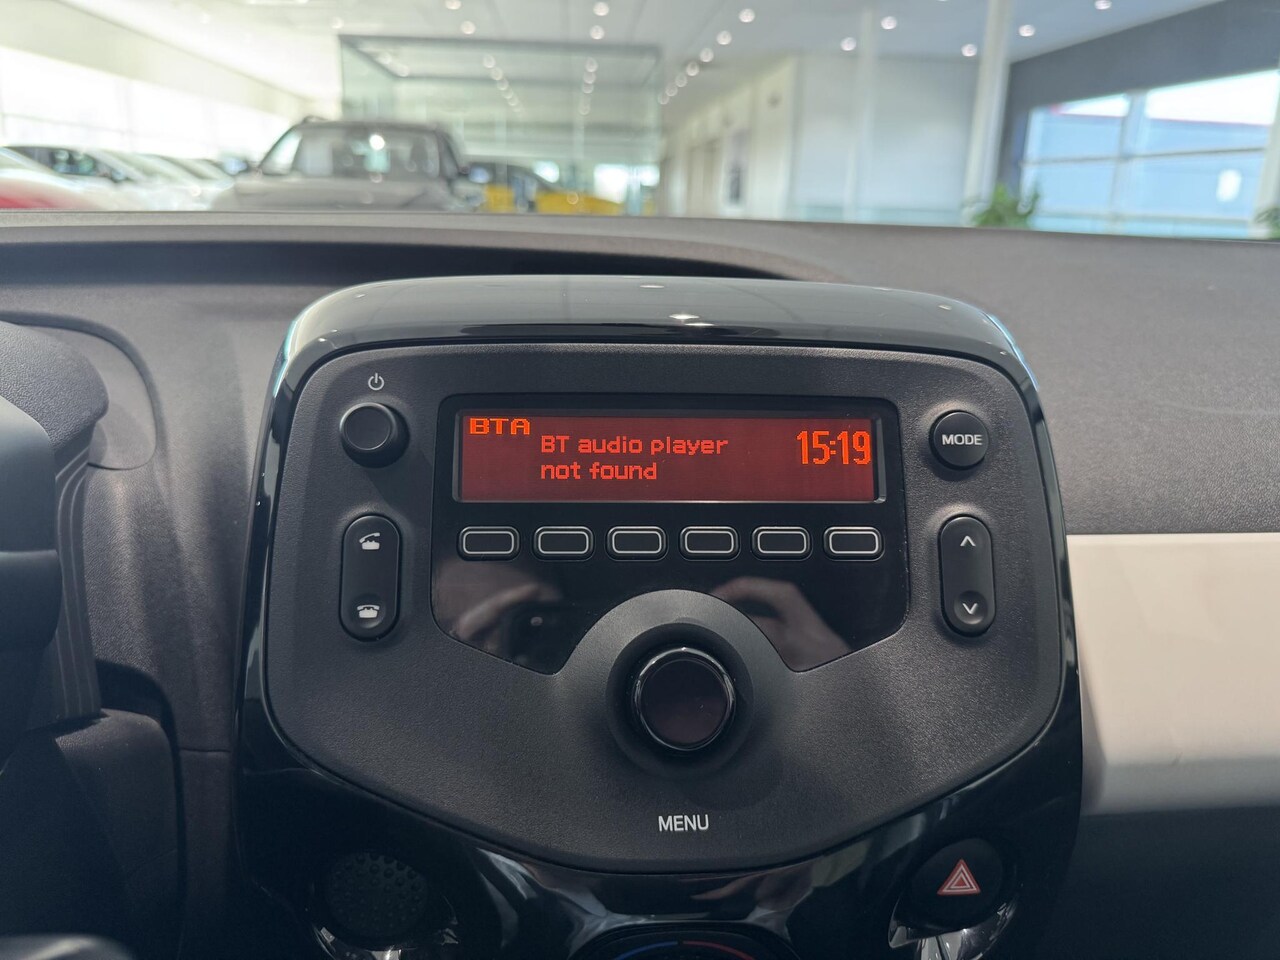 BTA
BT audio player
not found
15:19
MODE
MENU